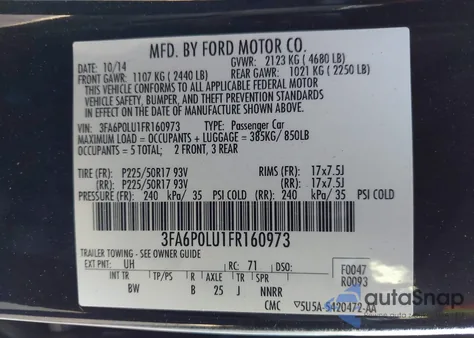 MFD. BY FORD MOTOR CO.
DATE: 10/14 GVWR: 2123 KG ( 4680 LB)
FRONT GAWR: 1107 KG ( 2440 LB) REAR GAWR: 1021 KG ( 2250 LB)
THIS VEHICLE CONFORMS TO ALL APPLICABLE FEDERAL MOTOR
VEHICLE SAFETY, BUMPER, AND THEFT PREVENTION STANDARDS
IN EFFECT ON THE DATE OF MANUFACTURE SHOWN ABOVE.
VIN: 3FA6P0LU1FR160973 TYPE: Passenger Car
MAXIMUM LOAD = OCCUPANTS + LUGGAGE = 385KG / 850LB
OCCUPANTS = 5 TOTAL: 2 FRONT, 3 REAR
TIRE (FR): P225/50R17 93V RIMS (FR): 17x7.5J
(R): P225/50R17 93V (R): 17x7.5J
PRESSURE (FR): 240 kPa/ 35 PSI COLD (R): 240 kPa/ 35 PSI COLD
3FA6P0LU1FR160973
TRAILER TOWING - SEE OWNER GUIDE
EXT PNT: UH RC: 71 DSO: F0047
R0093
INT TR TP/PS R AXLE TR SPR
BW B 25 J NNRR
CMC ▽SU5A-5420472-AA
autoSnap